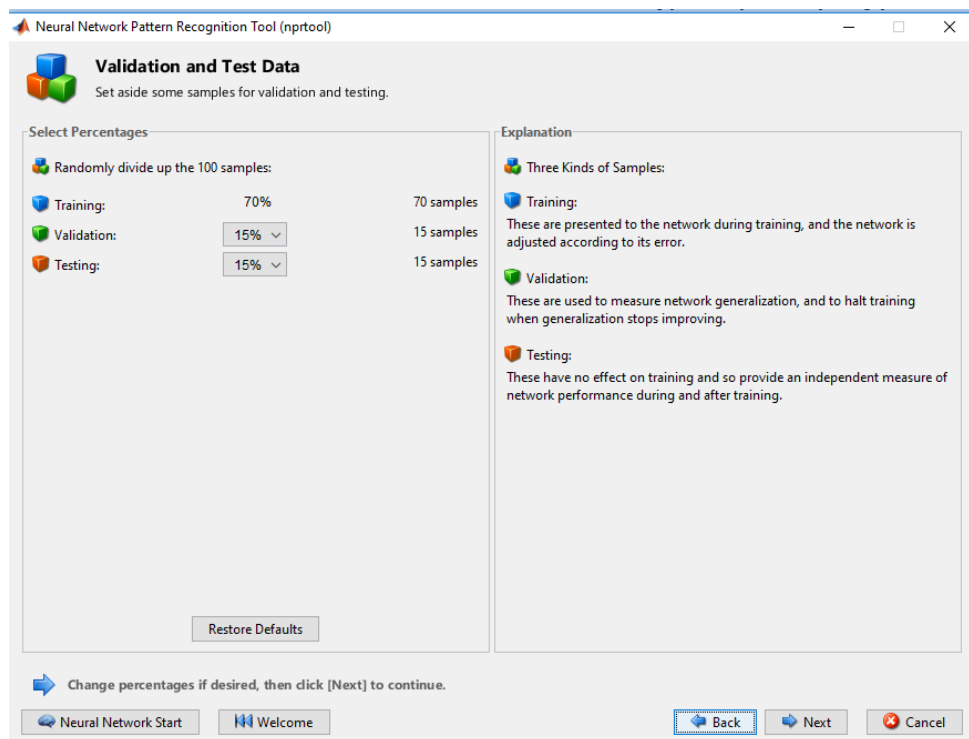 Neural Network Pattern Recognition Tool (nprtool)
Validation and Test Data
Set aside some samples for validation and testing.
Select Percentages
Randomly divide up the 100 samples:
Training: 70% 70 samples
Validation: 15% 15 samples
Testing: 15% 15 samples
Restore Defaults
Explanation
Three Kinds of Samples:
Training:
These are presented to the network during training, and the network is
adjusted according to its error.
Validation:
These are used to measure network generalization, and to halt training
when generalization stops improving.
Testing:
These have no effect on training and so provide an independent measure of
network performance during and after training.
Change percentages if desired, then click [Next] to continue.
Neural Network Start Welcome Back Next Cancel